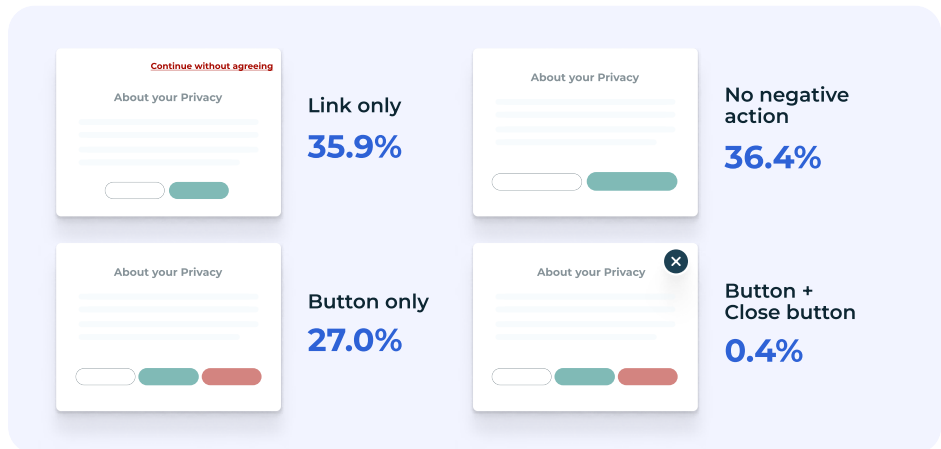 Continue without agreeing
About your Privacy
Link only
35.9%
About your Privacy
No negative
action
36.4%
About your Privacy
Button only
27.0%
About your Privacy
Button +
Close button
0.4%